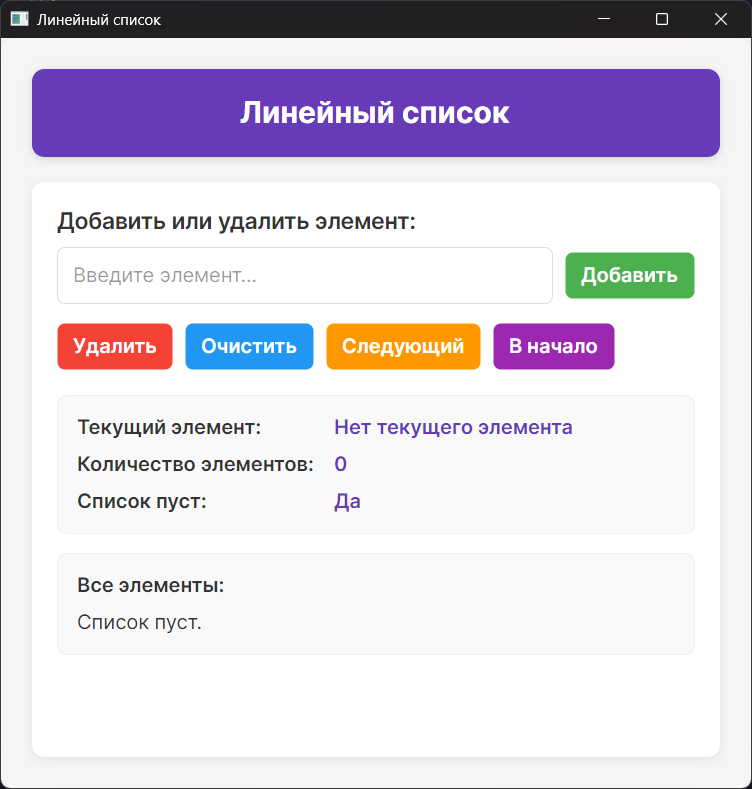 Линейный список
Линейный список
Добавить или удалить элемент:
Введите элемент...
Добавить
Удалить Очистить Следующий В начало
Текущий элемент: Нет текущего элемента
Количество элементов: 0
Список пуст: Да
Все элементы:
Список пуст.